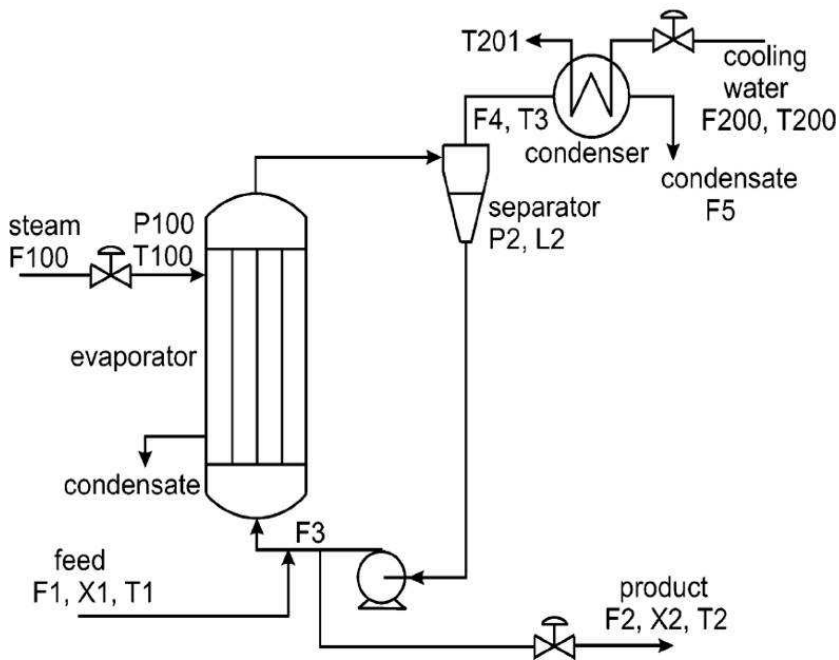 T201
cooling
water
F200, T200
F4, T3
condenser
condensate
F5
separator
P2, L2
steam
F100
P100
T100
evaporator
condensate
F3
feed
F1, X1, T1
product
F2, X2, T2